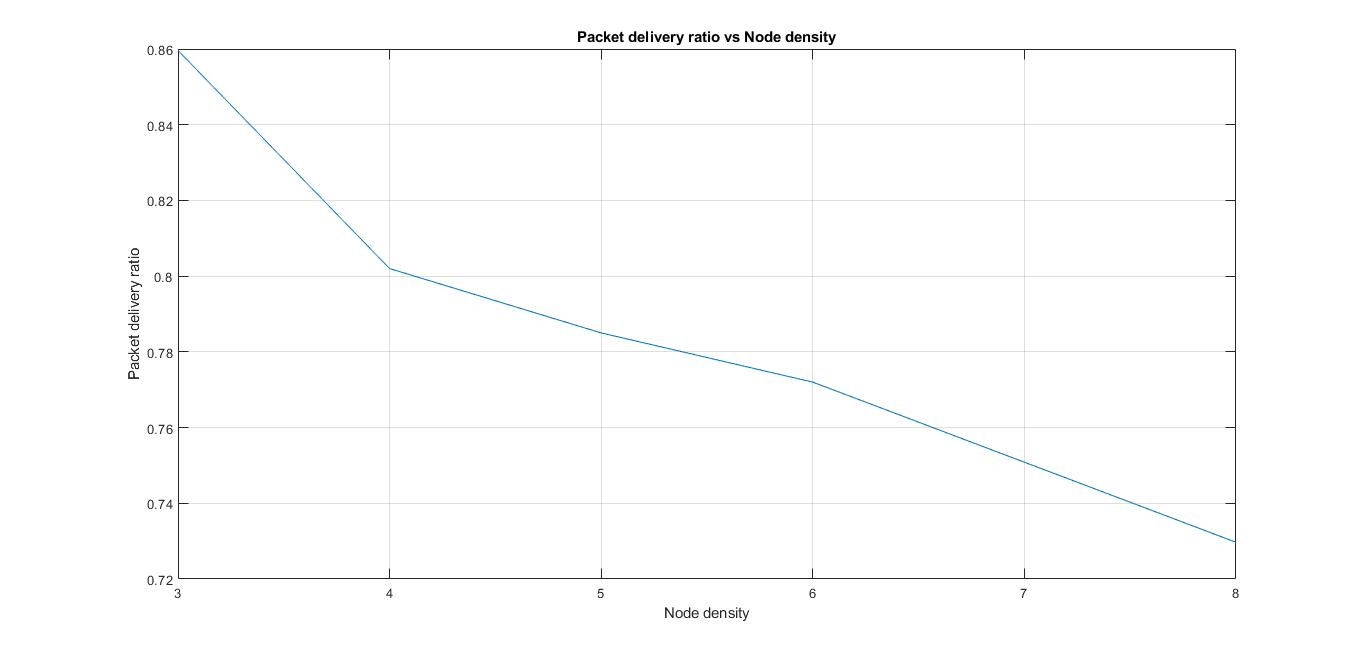 Packet delivery ratio vs Node density
0.86
0.84
0.82
0.8
0.78
0.76
0.74
0.72
Packet delivery ratio
3 4 5 6 7 8
Node density